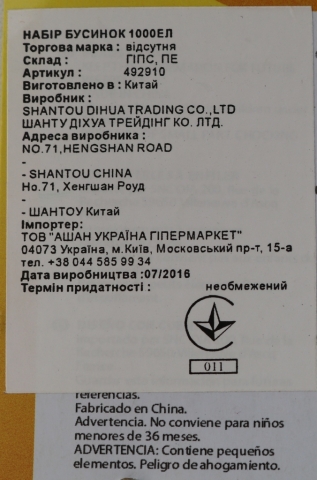 НАБІР БУСИНОК 1000ЕЛ
Торгова марка : відсутня
Склад : ГІПС, ПЕ
Артикул : 492910
Виготовлено в : Китай
Виробник :
SHANTOU DIHUA TRADING CO.,LTD
ШАНТУ ДІХУА ТРЕЙДІНГ КО. ЛТД.
Адреса виробника :
NO.71,HENGSHAN ROAD
-
- SHANTOU CHINA
Но.71, Хенгшан Роуд
-
- ШАНТОУ Китай
Імпортер:
ТОВ "АШАН УКРАЇНА ГІПЕРМАРКЕТ"
04073 Україна, м.Київ, Московський пр-т, 15-а
тел. +38 044 585 99 34
Дата виробництва :07/2016
Термін придатності : необмежений
011
referencias.
Fabricado en China.
Advertencia. No conviene para niños
menores de 36 meses.
ADVERTENCIA: Contiene pequeños
elementos. Peligro de ahogamiento.